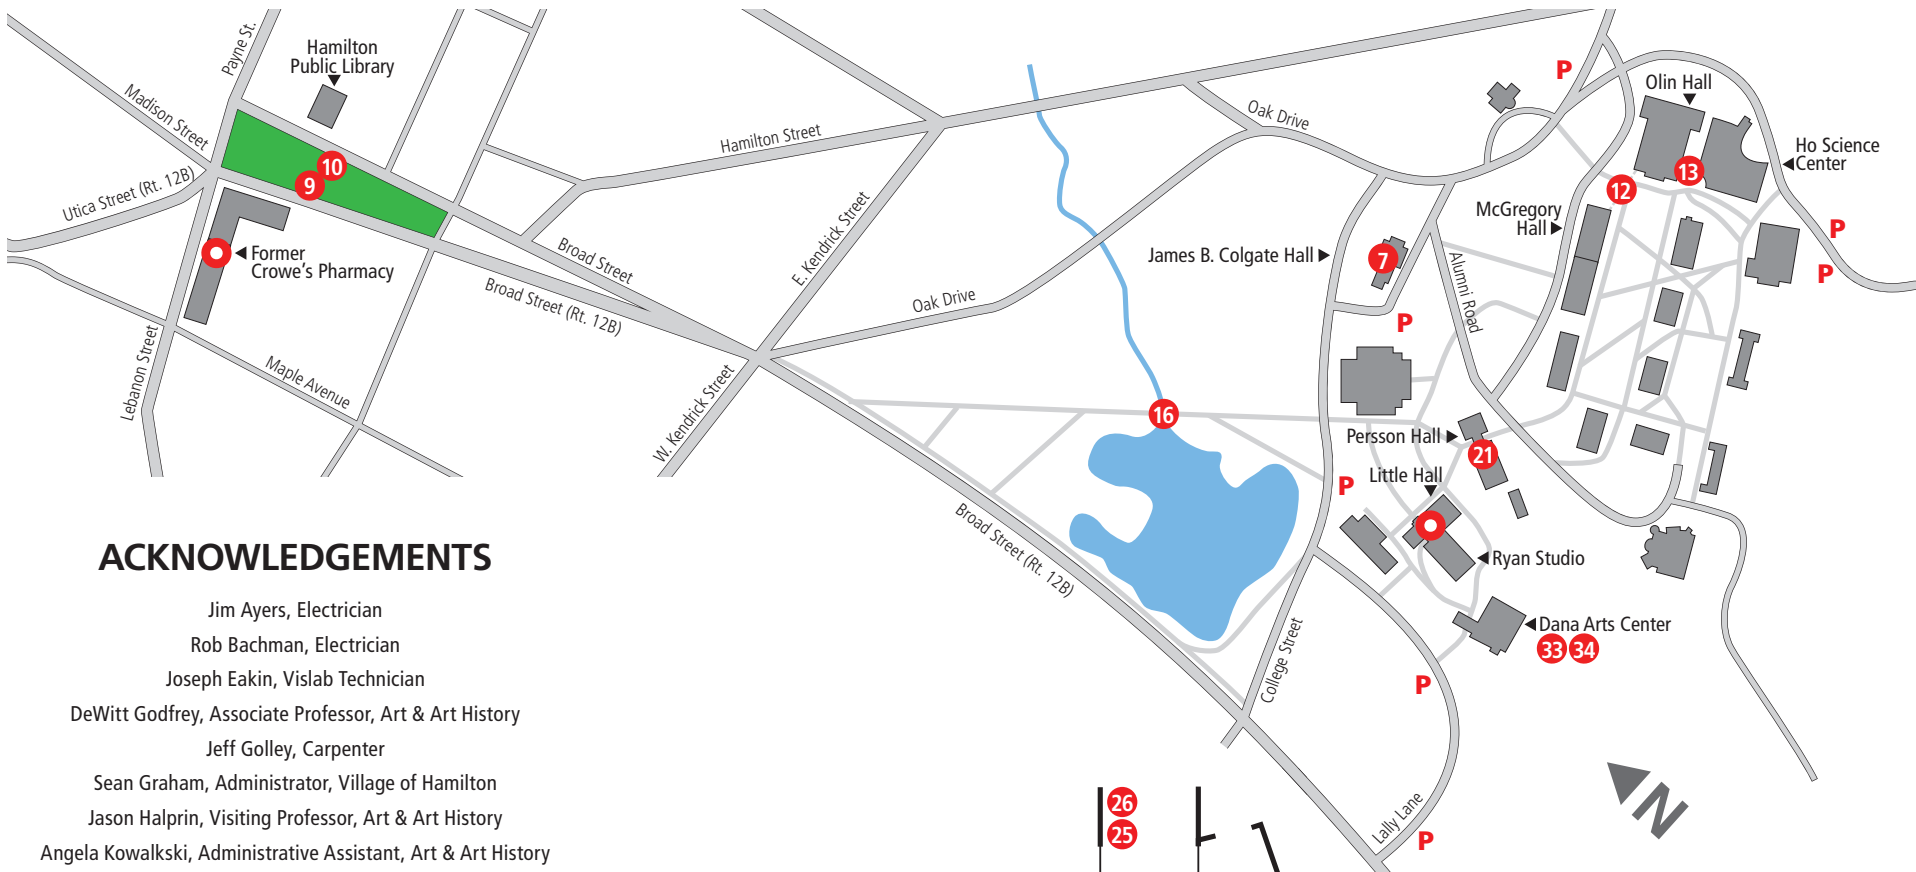 Payne St.
Hamilton
Public Library
Madison Street
Utica Street (Rt. 12B)
10
9
Former
Crowe's Pharmacy
Lebanon Street
Maple Avenue
Broad Street
Broad Street (Rt. 12B)
Hamilton Street
E. Kendrick Street
W. Kendrick Street
Oak Drive
Oak Drive
P
Olin Hall
Ho Science
Center
13
12
McGregory
Hall
P
P
James B. Colgate Hall
7
Alumni Road
P
16
Persson Hall
21
Little Hall
P
Ryan Studio
Dana Arts Center
33
34
Broad Street (Rt. 12B)
College Street
P
Lally Lane
P
N
26
25
ACKNOWLEDGEMENTS
Jim Ayers, Electrician
Rob Bachman, Electrician
Joseph Eakin, Vislab Technician
DeWitt Godfrey, Associate Professor, Art & Art History
Jeff Golley, Carpenter
Sean Graham, Administrator, Village of Hamilton
Jason Halprin, Visiting Professor, Art & Art History
Angela Kowalkski, Administrative Assistant, Art & Art History